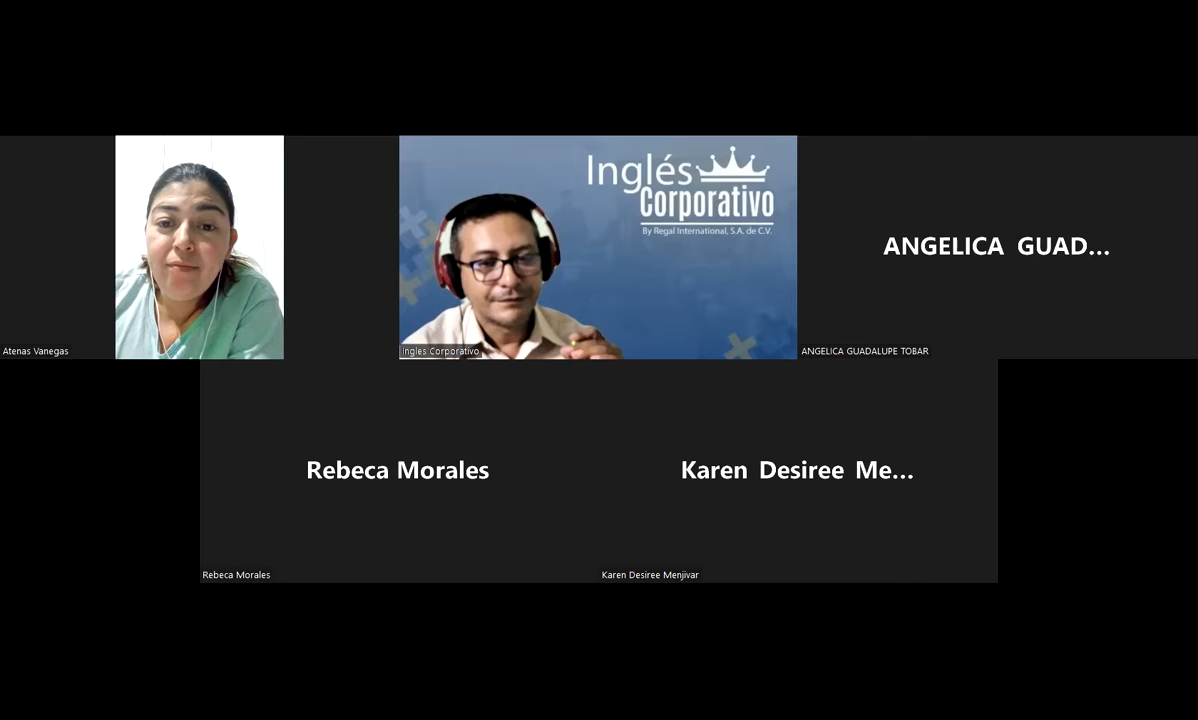 Inglés
Corporativo
By Regal International, S.A. de C.V.
ANGELICA GUAD...
Atenas Vanegas
Ingles Corporativo
ANGELICA GUADALUPE TOBAR
Rebeca Morales
Karen Desiree Me...
Rebeca Morales
Karen Desiree Menjivar